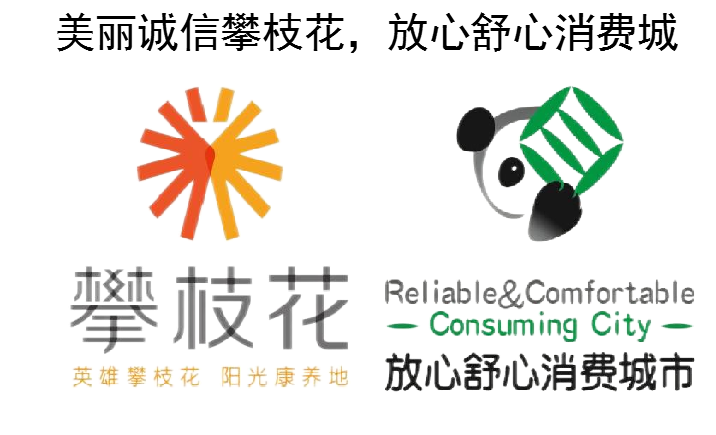 美丽诚信攀枝花，放心舒心消费城
攀枝花
英雄攀枝花 阳光康养地
Reliable&Comfortable
Consuming City
放心舒心消费城市